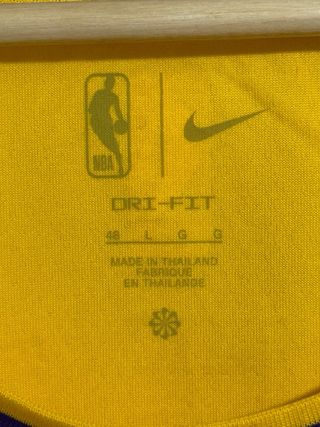 NBA
DRI-FIT
48 L G G
MADE IN THAILAND
FABRIQUE
EN THAILANDE